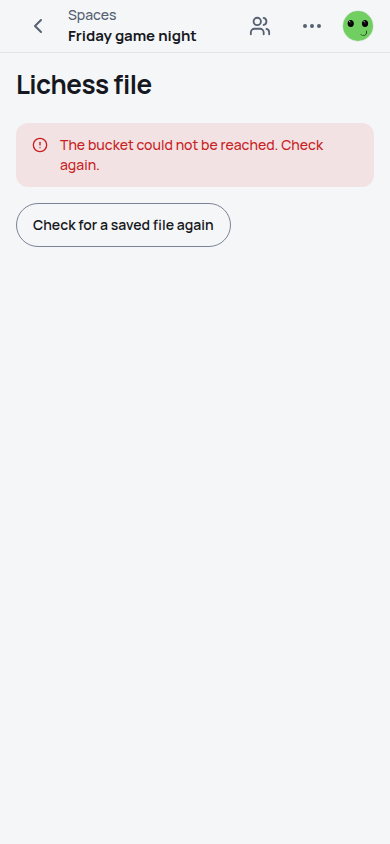 Spaces
Friday game night
Lichess file
The bucket could not be reached. Check
again.
Check for a saved file again